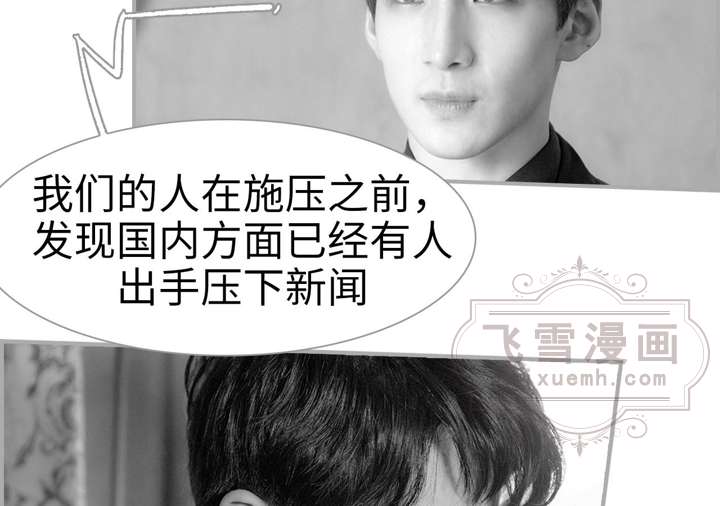 我们的人在施压之前，
发现国内方面已经有人
出手压下新闻
飞雪漫画
xuemh.com